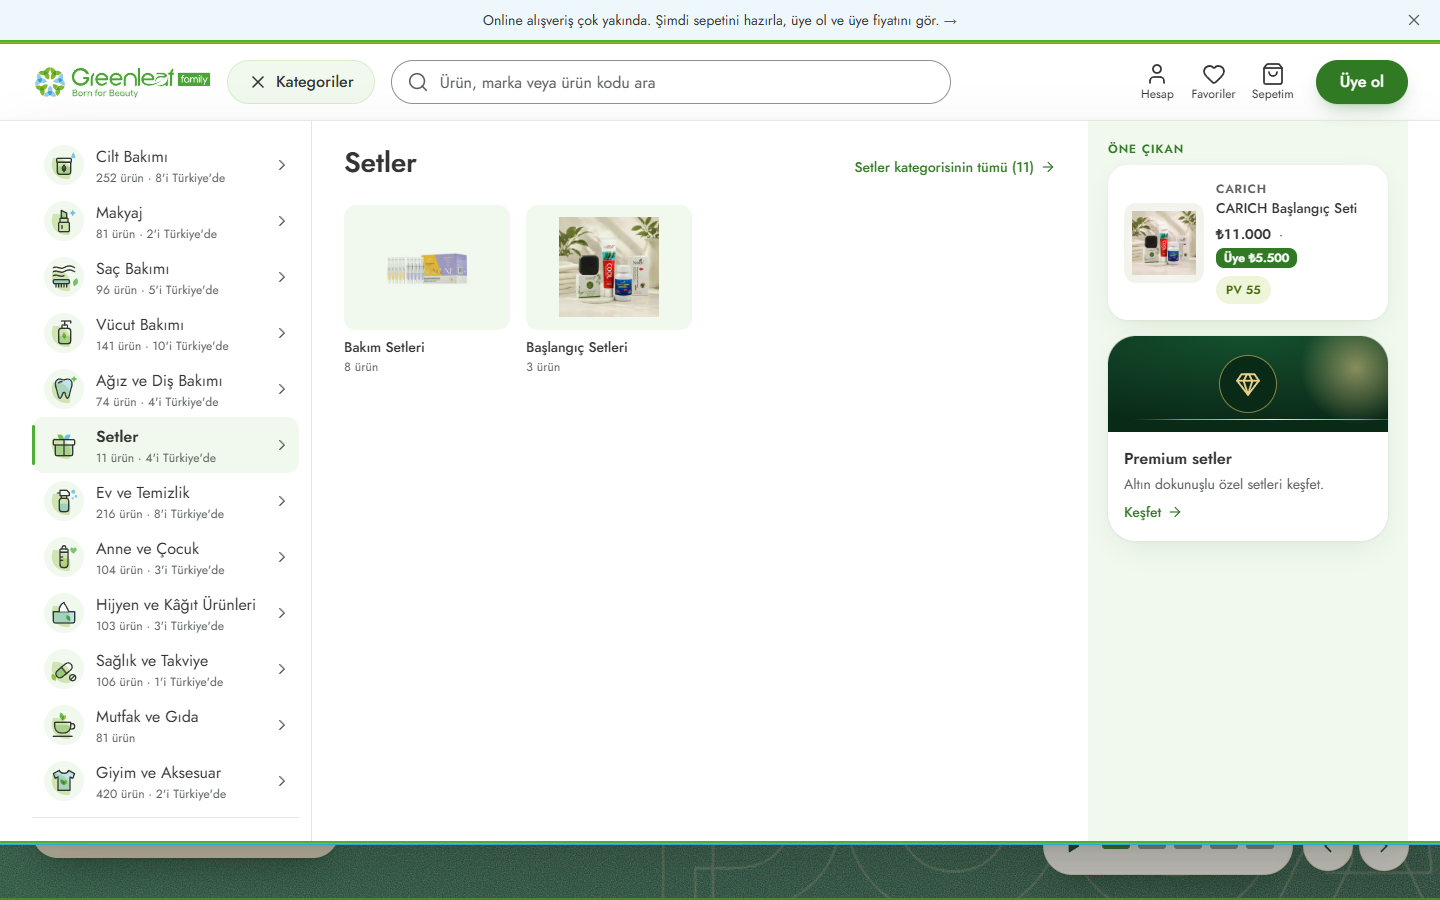 Online alışveriş çok yakında. Şimdi sepetini hazırla, üye ol ve üye fiyatını gör. →
Greenleaf family
Born for Beauty
Kategoriler
Ürün, marka veya ürün kodu ara
Hesap
Favoriler
Sepetim
Üye ol
Cilt Bakımı
252 ürün · 8'i Türkiye'de
Makyaj
81 ürün · 2'i Türkiye'de
Saç Bakımı
96 ürün · 5'i Türkiye'de
Vücut Bakımı
141 ürün · 10'i Türkiye'de
Ağız ve Diş Bakımı
74 ürün · 4'i Türkiye'de
Setler
11 ürün · 4'i Türkiye'de
Ev ve Temizlik
216 ürün · 8'i Türkiye'de
Anne ve Çocuk
104 ürün · 3'i Türkiye'de
Hijyen ve Kâğıt Ürünleri
103 ürün · 3'i Türkiye'de
Sağlık ve Takviye
106 ürün · 1'i Türkiye'de
Mutfak ve Gıda
81 ürün
Giyim ve Aksesuar
420 ürün · 2'i Türkiye'de
Setler
Setler kategorisinin tümü (11) →
Bakım Setleri
8 ürün
Başlangıç Setleri
3 ürün
ÖNE ÇIKAN
CARICH
CARICH Başlangıç Seti
₺11.000 ·
Üye ₺5.500
PV 55
Premium setler
Altın dokunuşlu özel setleri keşfet.
Keşfet →